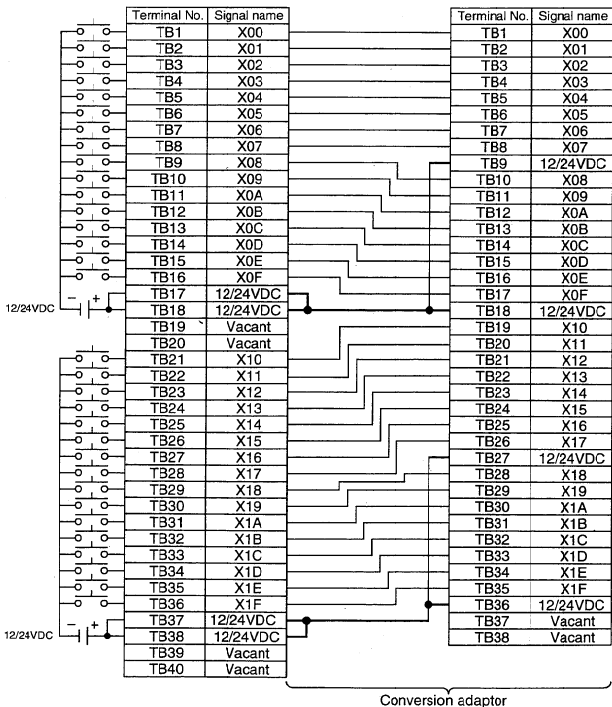 Terminal No. Signal name Terminal No. Signal name
TB1 X00 TB1 X00
TB2 X01 TB2 X01
TB3 X02 TB3 X02
TB4 X03 TB4 X03
TB5 X04 TB5 X04
TB6 X05 TB6 X05
TB7 X06 TB7 X06
TB8 X07 TB8 X07
TB9 X08 TB9 12/24VDC
TB10 X09 TB10 X08
TB11 X0A TB11 X09
TB12 X0B TB12 X0A
TB13 X0C TB13 X0B
TB14 X0D TB14 X0C
TB15 X0E TB15 X0D
TB16 X0F TB16 X0E
TB17 12/24VDC TB17 X0F
12/24VDC − + TB18 12/24VDC TB18 12/24VDC
TB19 Vacant TB19 X10
TB20 Vacant TB20 X11
TB21 X10 TB21 X12
TB22 X11 TB22 X13
TB23 X12 TB23 X14
TB24 X13 TB24 X15
TB25 X14 TB25 X16
TB26 X15 TB26 X17
TB27 X16 TB27 12/24VDC
TB28 X17 TB28 X18
TB29 X18 TB29 X19
TB30 X19 TB30 X1A
TB31 X1A TB31 X1B
TB32 X1B TB32 X1C
TB33 X1C TB33 X1D
TB34 X1D TB34 X1E
TB35 X1E TB35 X1F
TB36 X1F TB36 12/24VDC
TB37 12/24VDC TB37 Vacant
12/24VDC − + TB38 12/24VDC TB38 Vacant
TB39 Vacant
TB40 Vacant
Conversion adaptor